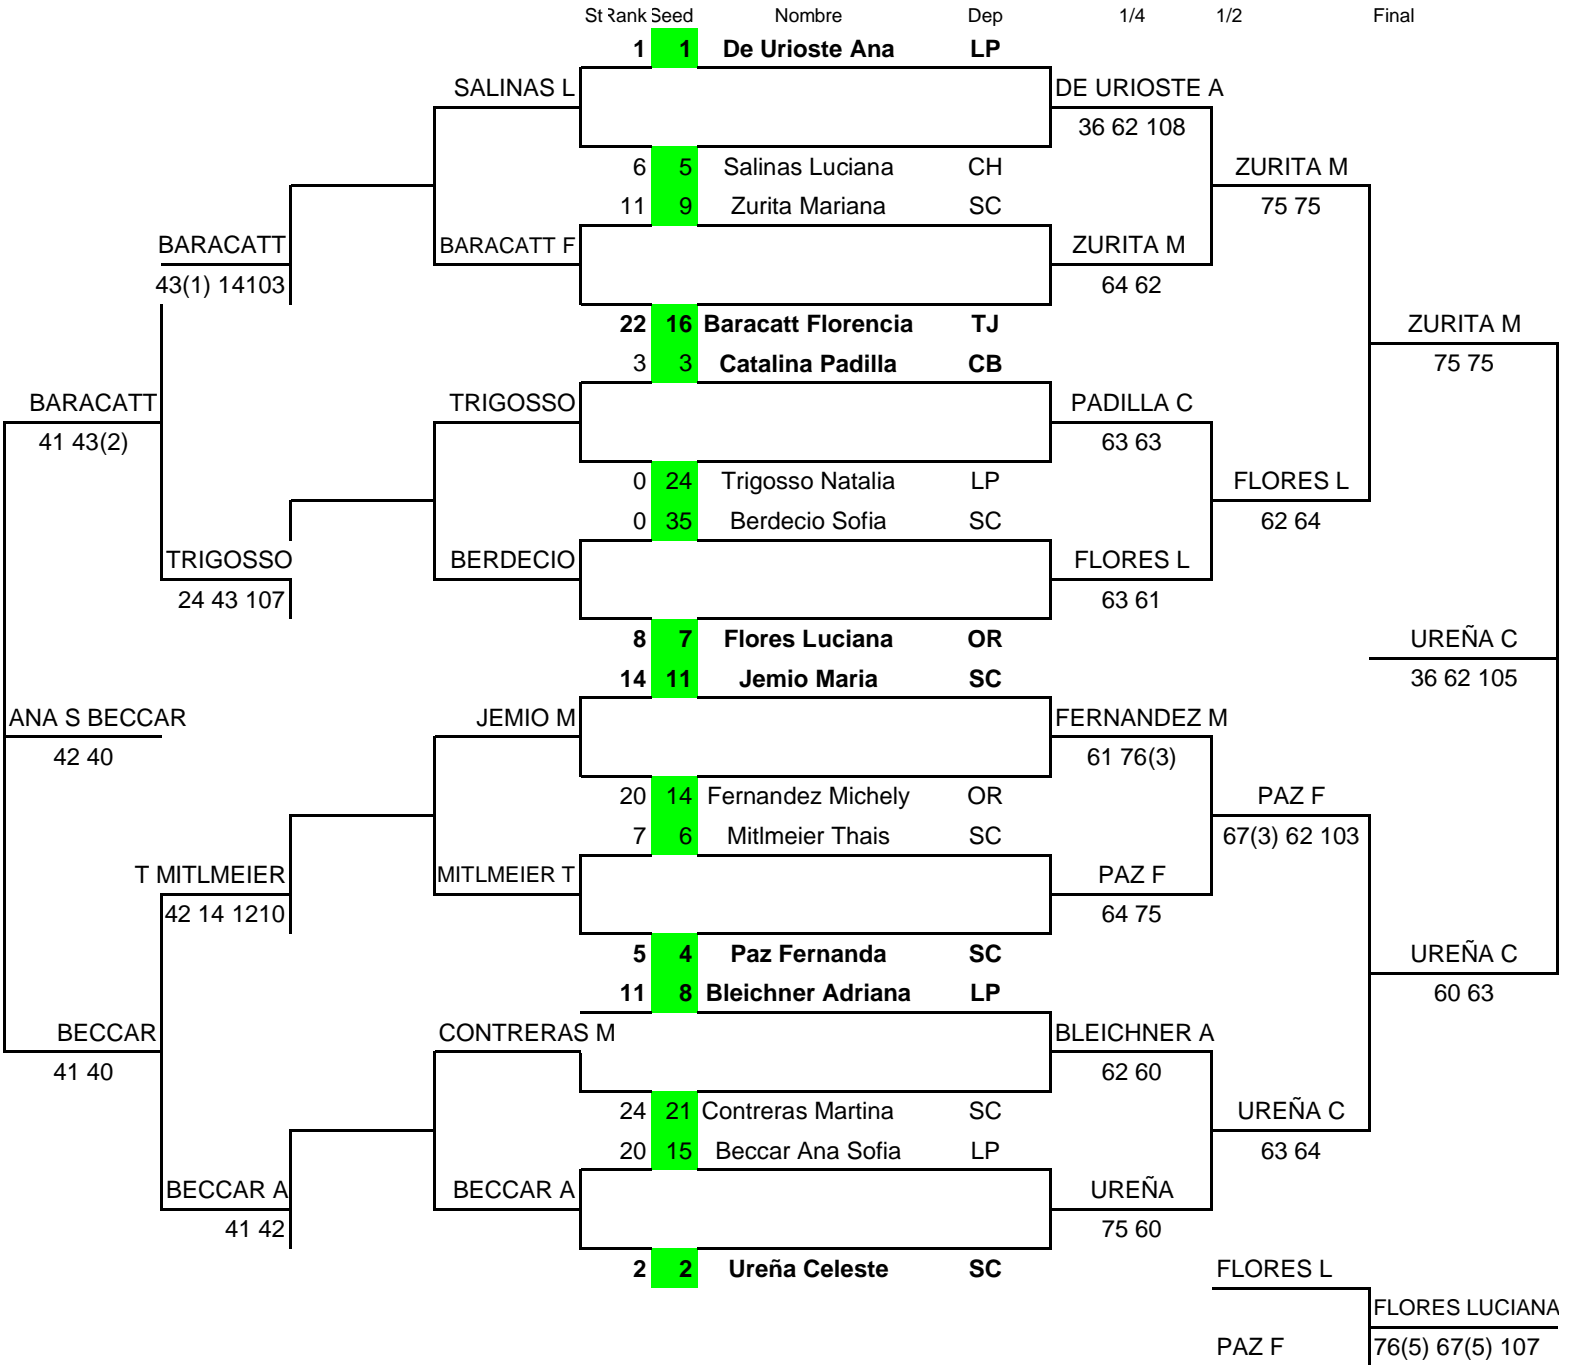 St Rank Seed Nombre Dep 1/4 1/2 Final
1 1 De Urioste Ana LP
SALINAS L DE URIOSTE A
36 62 108
6 5 Salinas Luciana CH ZURITA M
11 9 Zurita Mariana SC 75 75
BARACATT BARACATT F ZURITA M
43(1) 14103 64 62
22 16 Baracatt Florencia TJ ZURITA M
3 3 Catalina Padilla CB 75 75
BARACATT TRIGOSSO PADILLA C
41 43(2) 63 63
0 24 Trigosso Natalia LP FLORES L
0 35 Berdecio Sofia SC 62 64
TRIGOSSO BERDECIO FLORES L
24 43 107 63 61
8 7 Flores Luciana OR UREÑA C
14 11 Jemio Maria SC 36 62 105
ANA S BECCAR JEMIO M FERNANDEZ M
42 40 61 76(3)
20 14 Fernandez Michely OR PAZ F
7 6 Mitlmeier Thais SC 67(3) 62 103
T MITLMEIER MITLMEIER T PAZ F
42 14 1210 64 75
5 4 Paz Fernanda SC UREÑA C
11 8 Bleichner Adriana LP 60 63
BECCAR CONTRERAS M BLEICHNER A
41 40 62 60
24 21 Contreras Martina SC UREÑA C
20 15 Beccar Ana Sofia LP 63 64
BECCAR A BECCAR A UREÑA
41 42 75 60
2 2 Ureña Celeste SC FLORES L
FLORES LUCIANA
PAZ F 76(5) 67(5) 107